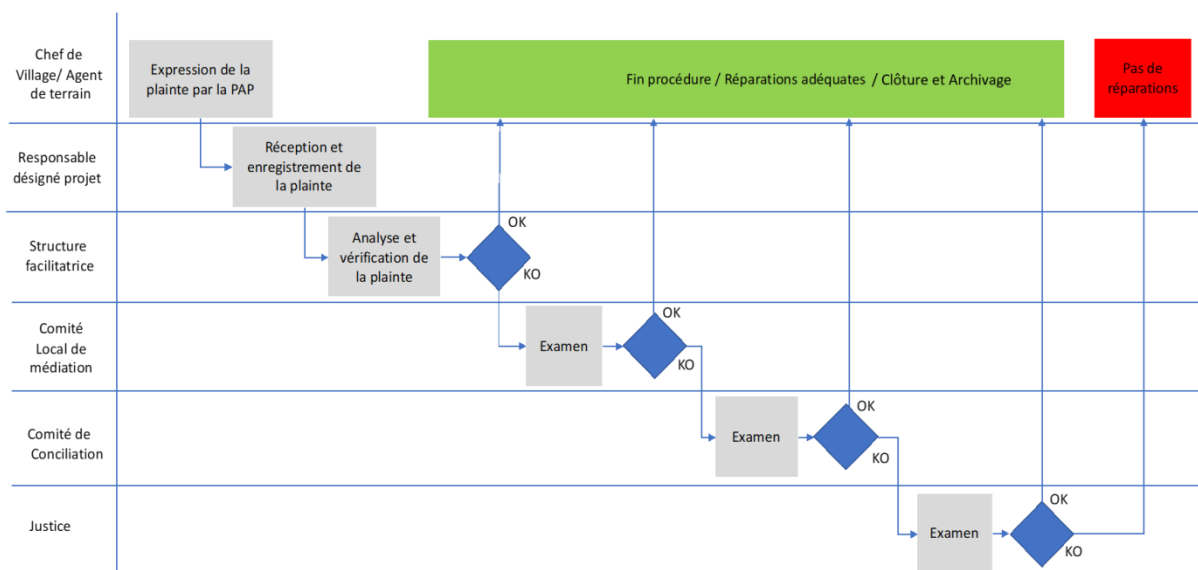 Chef de
Village/ Agent
de terrain
Expression de la
plainte par la PAP
Fin procédure / Réparations adéquates / Clôture et Archivage
Pas de
réparations
Responsable
désigné projet
Réception et
enregistrement de
la plainte
Structure
facilitatrice
Analyse et
vérification de
la plainte
OK
KO
Comité
Local de
médiation
Examen
OK
KO
Comité de
Conciliation
Examen
OK
KO
Justice
Examen
OK
KO